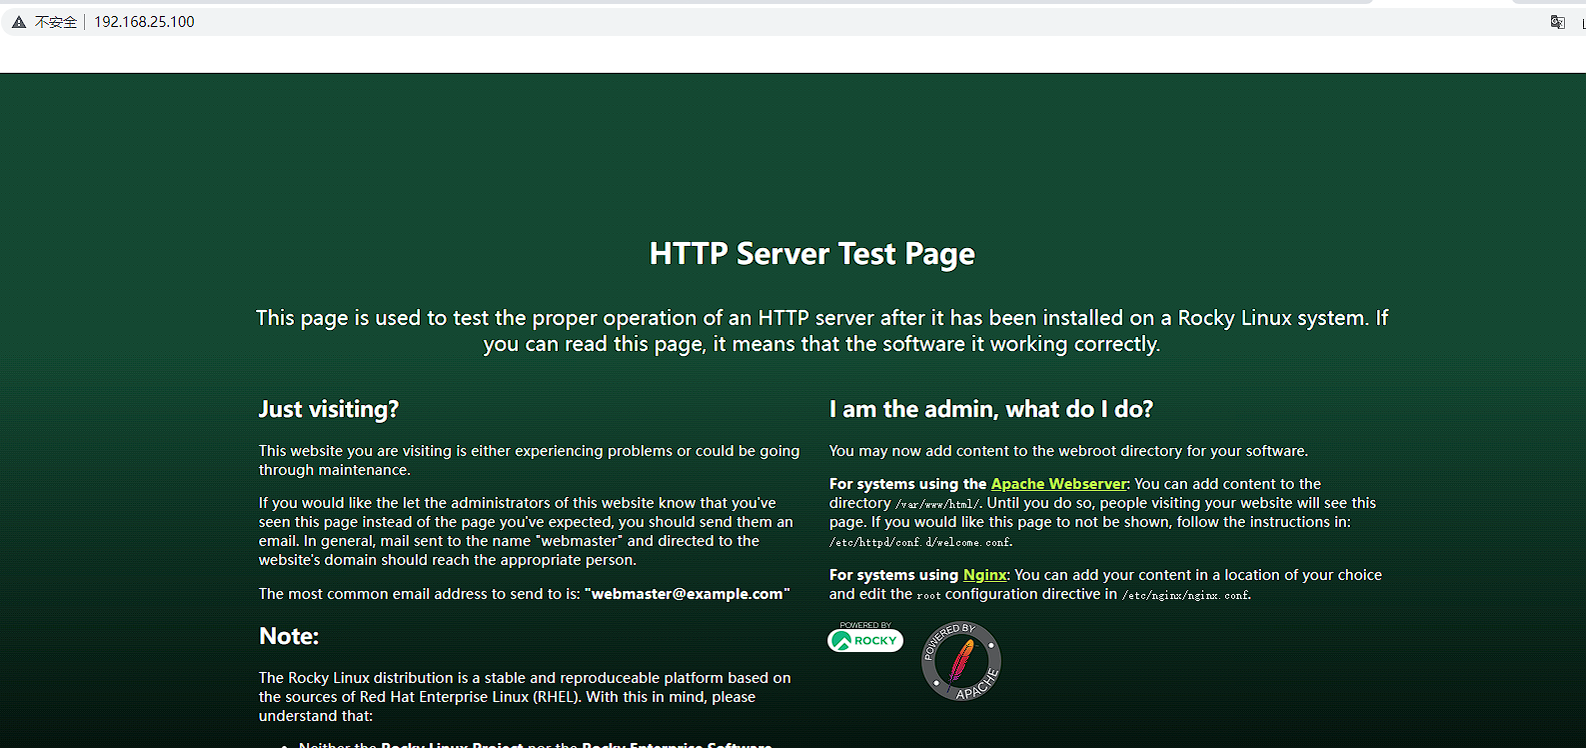 不安全 192.168.25.100
HTTP Server Test Page
This page is used to test the proper operation of an HTTP server after it has been installed on a Rocky Linux system. If
you can read this page, it means that the software it working correctly.
Just visiting?
This website you are visiting is either experiencing problems or could be going
through maintenance.
If you would like the let the administrators of this website know that you've
seen this page instead of the page you've expected, you should send them an
email. In general, mail sent to the name "webmaster" and directed to the
website's domain should reach the appropriate person.
The most common email address to send to is: "webmaster@example.com"
Note:
The Rocky Linux distribution is a stable and reproduceable platform based on
the sources of Red Hat Enterprise Linux (RHEL). With this in mind, please
understand that:
Neither the Rocky Linux Project nor the Rocky Enterprise Software
I am the admin, what do I do?
You may now add content to the webroot directory for your software.
For systems using the Apache Webserver: You can add content to the
directory /var/www/html/. Until you do so, people visiting your website will see this
page. If you would like this page to not be shown, follow the instructions in:
/etc/httpd/conf.d/welcome.conf.
For systems using Nginx: You can add your content in a location of your choice
and edit the root configuration directive in /etc/nginx/nginx.conf.
POWERED BY
ROCKY
POWERED BY
APACHE